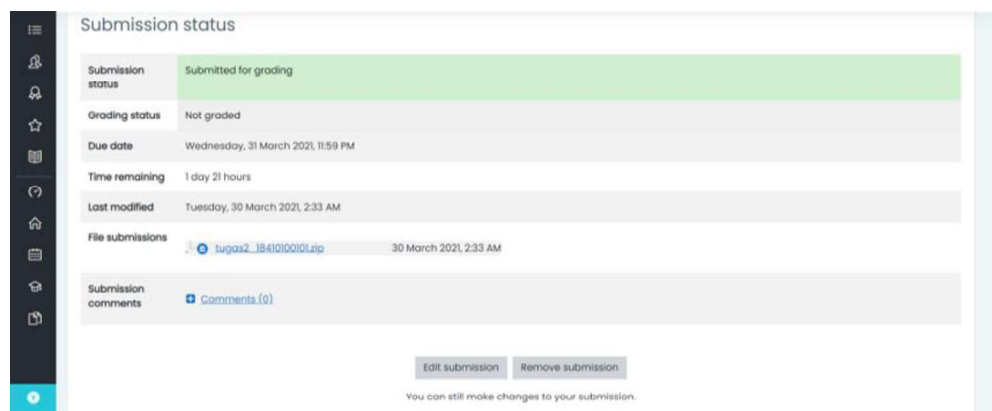 Submission status
Submission status Submitted for grading
Grading status Not graded
Due date Wednesday, 31 March 2021, 11:59 PM
Time remaining 1 day 21 hours
Last modified Tuesday, 30 March 2021, 2:33 AM
File submissions tugas2_18410100101.zip 30 March 2021, 2:33 AM
Submission comments Comments (0)
Edit submission Remove submission
You can still make changes to your submission.